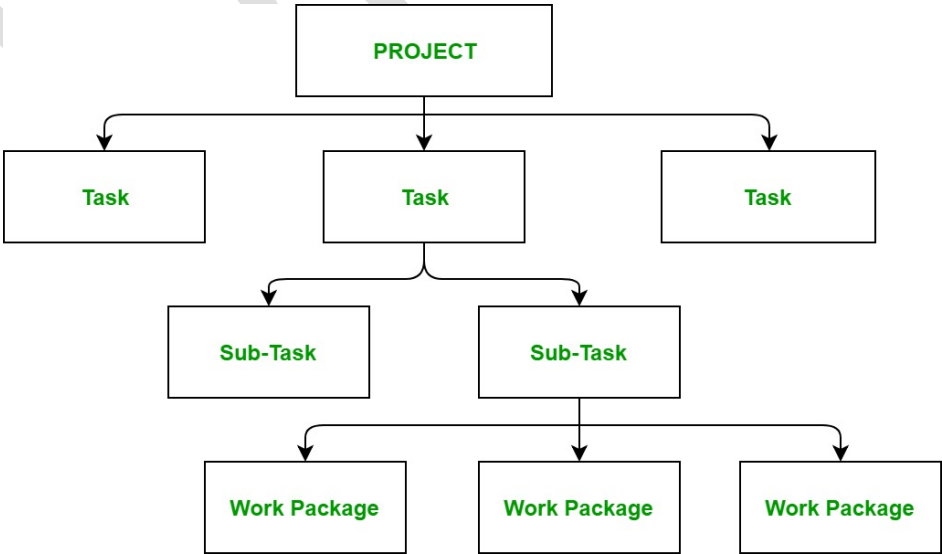 PROJECT
Task
Task
Task
Sub-Task
Sub-Task
Work Package
Work Package
Work Package